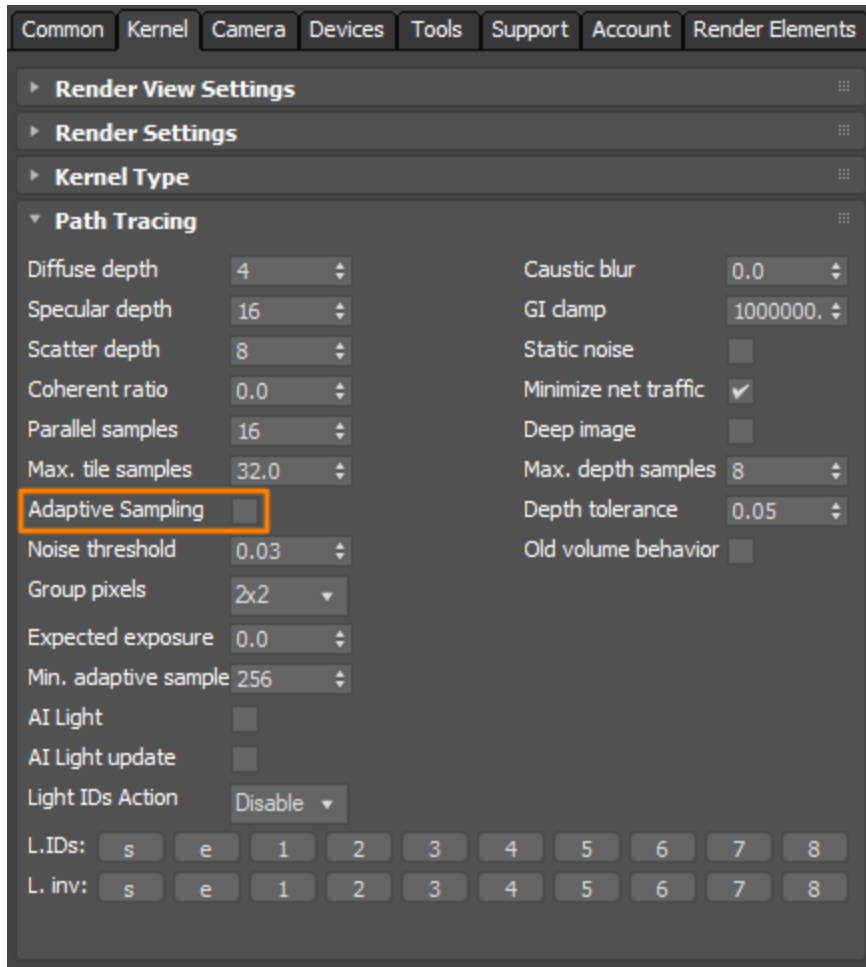 Common Kernel Camera Devices Tools Support Account Render Elements
Render View Settings
Render Settings
Kernel Type
Path Tracing
Diffuse depth 4 Caustic blur 0.0
Specular depth 16 GI clamp 1000000.
Scatter depth 8 Static noise
Coherent ratio 0.0 Minimize net traffic
Parallel samples 16 Deep image
Max. tile samples 32.0 Max. depth samples 8
Adaptive Sampling Depth tolerance 0.05
Noise threshold 0.03 Old volume behavior
Group pixels 2x2
Expected exposure 0.0
Min. adaptive sample 256
AI Light
AI Light update
Light IDs Action Disable
L.IDs: s e 1 2 3 4 5 6 7 8
L. inv: s e 1 2 3 4 5 6 7 8